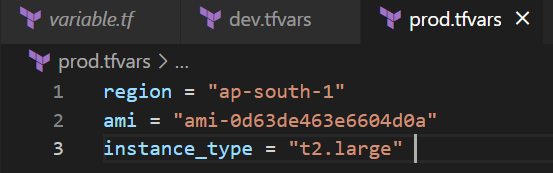 variable.tf dev.tfvars prod.tfvars
prod.tfvars > ...
1 region = "ap-south-1"
2 ami = "ami-0d63de463e6604d0a"
3 instance_type = "t2.large"